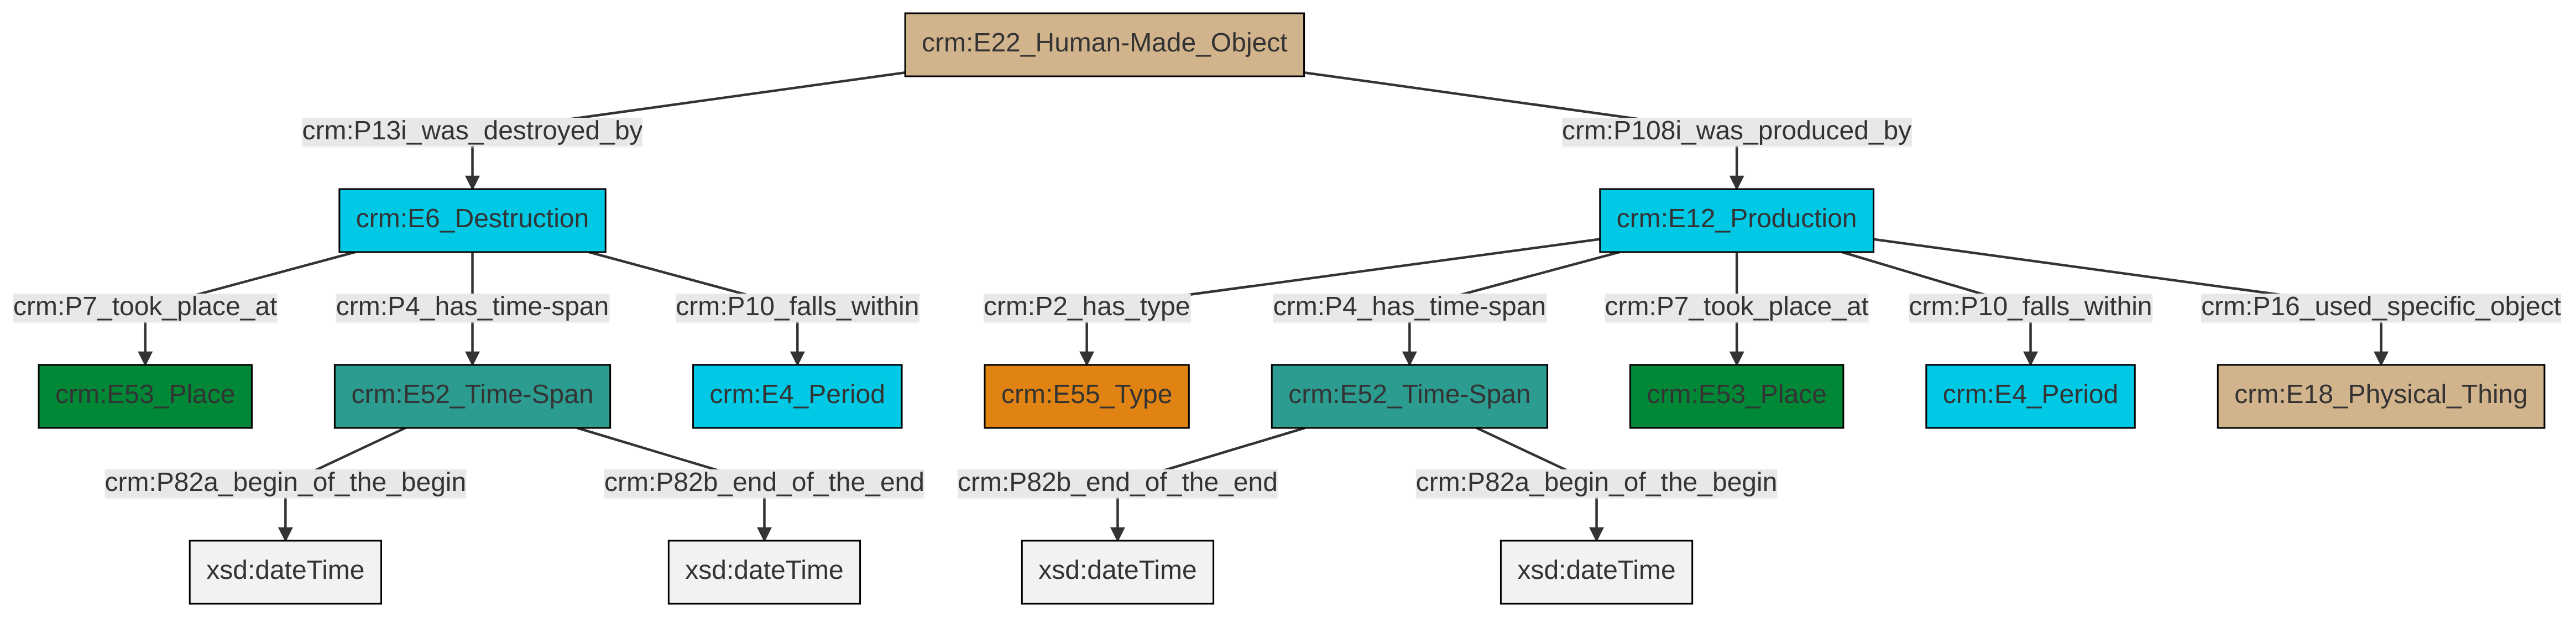 crm:E22_Human-Made_Object
crm:P13i_was_destroyed_by
crm:P108i_was_produced_by
crm:E6_Destruction
crm:E12_Production
crm:P7_took_place_at
crm:P4_has_time-span
crm:P10_falls_within
crm:P2_has_type
crm:P4_has_time-span
crm:P7_took_place_at
crm:P10_falls_within
crm:P16_used_specific_object
crm:E53_Place
crm:E52_Time-Span
crm:E4_Period
crm:E55_Type
crm:E52_Time-Span
crm:E53_Place
crm:E4_Period
crm:E18_Physical_Thing
crm:P82a_begin_of_the_begin
crm:P82b_end_of_the_end
crm:P82b_end_of_the_end
crm:P82a_begin_of_the_begin
xsd:dateTime
xsd:dateTime
xsd:dateTime
xsd:dateTime